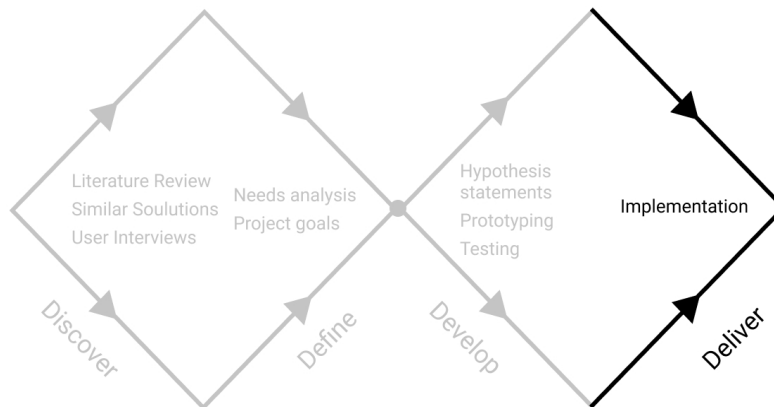 Literature Review
Similar Soulutions
User Interviews
Needs analysis
Project goals
Hypothesis
statements
Prototyping
Testing
Implementation
Discover
Define
Develop
Deliver